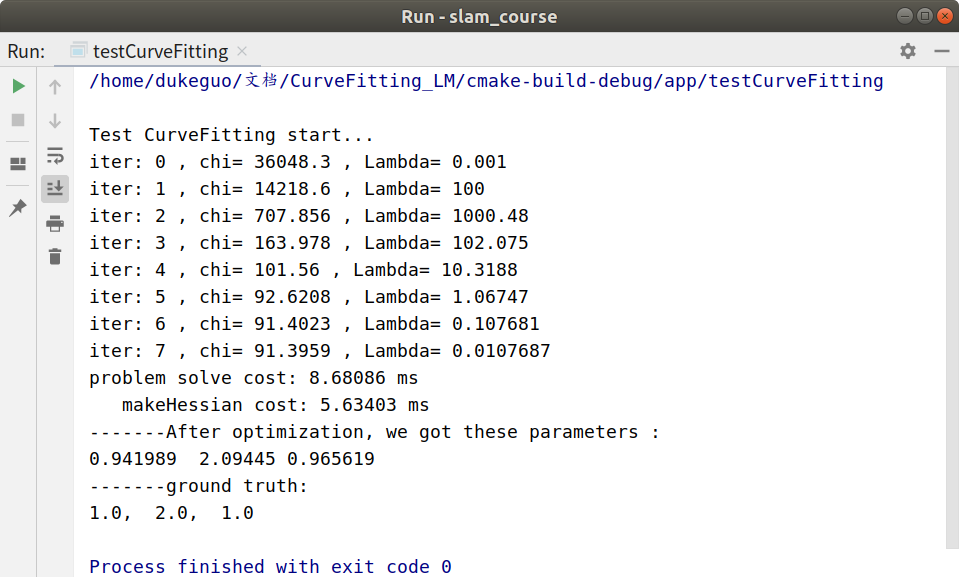 Run - slam_course
Run: testCurveFitting
/home/dukeguo/文档/CurveFitting_LM/cmake-build-debug/app/testCurveFitting
Test CurveFitting start...
iter: 0 , chi= 36048.3 , Lambda= 0.001
iter: 1 , chi= 14218.6 , Lambda= 100
iter: 2 , chi= 707.856 , Lambda= 1000.48
iter: 3 , chi= 163.978 , Lambda= 102.075
iter: 4 , chi= 101.56 , Lambda= 10.3188
iter: 5 , chi= 92.6208 , Lambda= 1.06747
iter: 6 , chi= 91.4023 , Lambda= 0.107681
iter: 7 , chi= 91.3959 , Lambda= 0.0107687
problem solve cost: 8.68086 ms
   makeHessian cost: 5.63403 ms
-------After optimization, we got these parameters :
0.941989  2.09445 0.965619
-------ground truth:
1.0,  2.0,  1.0
Process finished with exit code 0